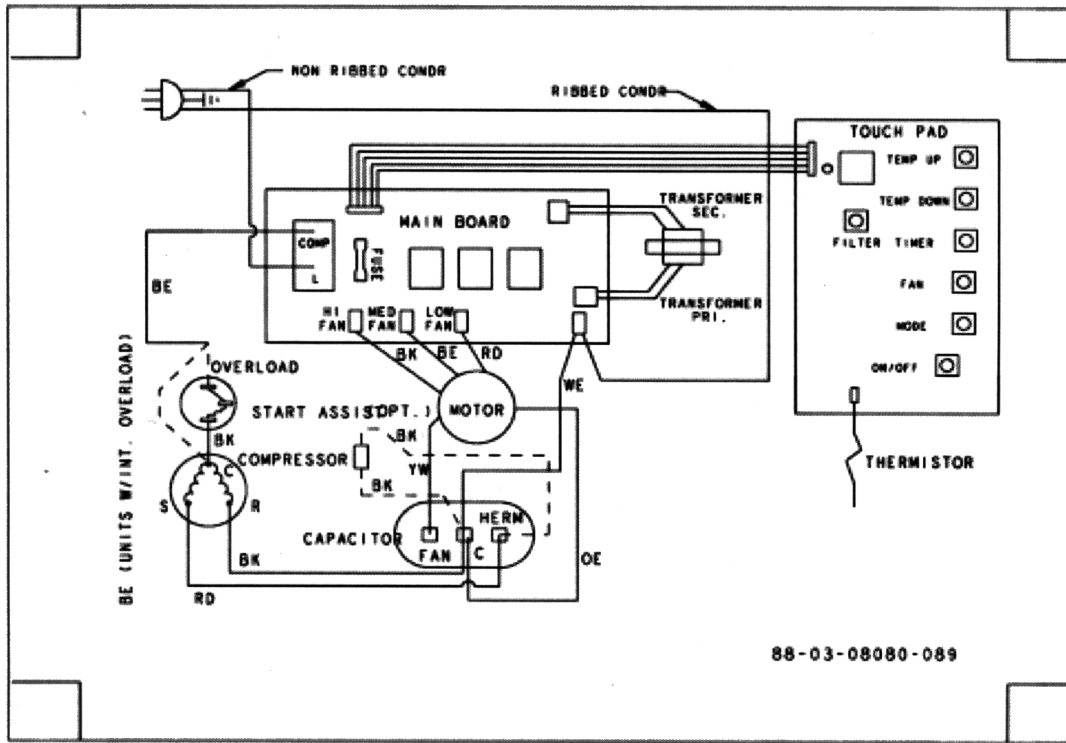 NON RIBBED CONDR
RIBBED CONDR
TOUCH PAD
TEMP UP
TEMP DOWN
FILTER TIMER
FAN
MODE
ON/OFF
THERMISTOR
TRANSFORMER
SEC.
TRANSFORMER
PRI.
MAIN BOARD
COMP
L
FUSE
HI
FAN
MED
FAN
LOW
FAN
BE
BK
BE
RD
WE
OVERLOAD
START ASSIST(OPT.)
MOTOR
BK
BK
YW
COMPRESSOR
BK
C
S
R
CAPACITOR
FAN
C
HERM
BK
RD
OE
BE (UNITS W/INT. OVERLOAD)
88-03-08080-089